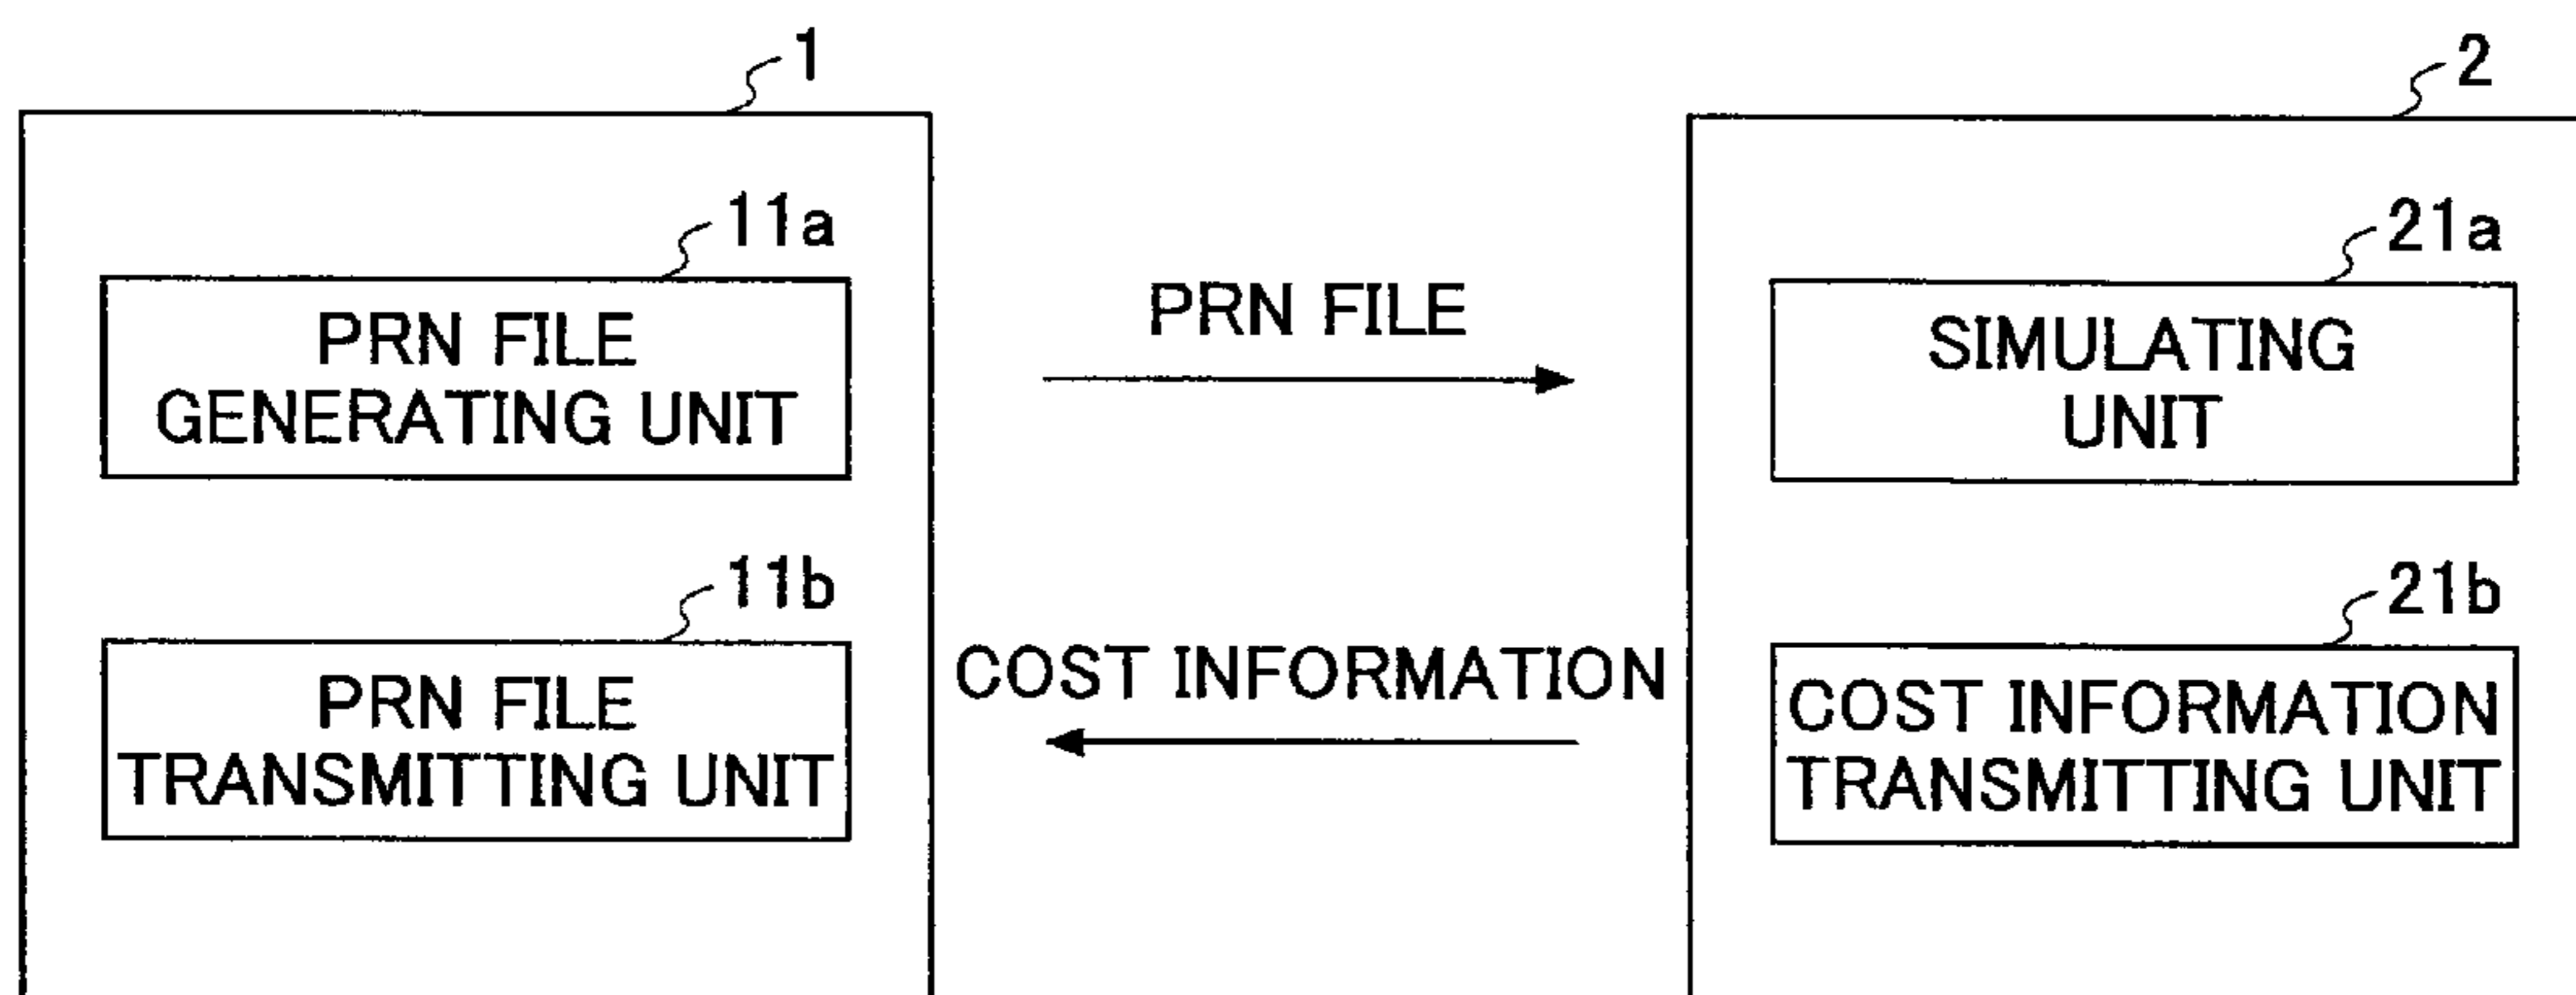 1
2
11a
PRN FILE
GENERATING UNIT
PRN FILE
21a
SIMULATING
UNIT
11b
PRN FILE
TRANSMITTING UNIT
COST INFORMATION
21b
COST INFORMATION
TRANSMITTING UNIT